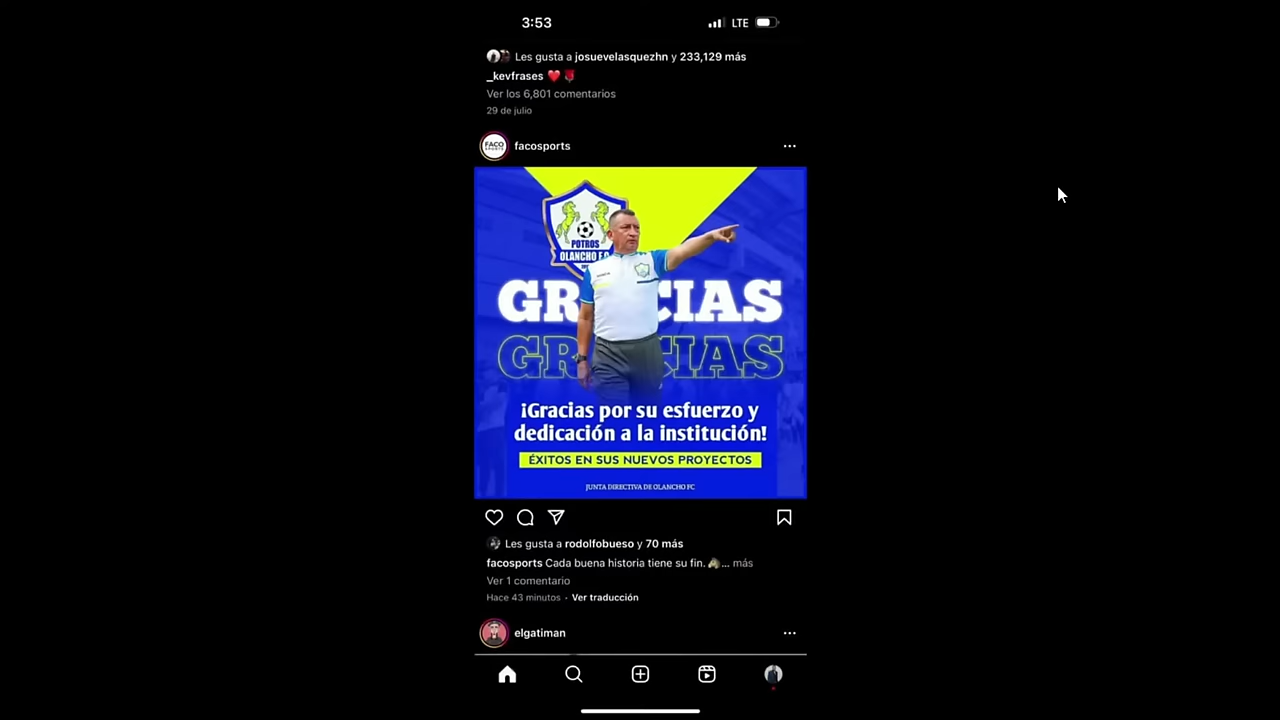 3:53
LTE
Les gusta a josuevelasquezhn y 233,129 más
_kevfrases ❤️🌹
Ver los 6,801 comentarios
29 de julio
FACO
SPORTS
facosports
POTROS
OLANCHO F.C
GRACIAS
GRACIAS
¡Gracias por su esfuerzo y
dedicación a la institución!
ÉXITOS EN SUS NUEVOS PROYECTOS
JUNTA DIRECTIVA DE OLANCHO FC
Les gusta a rodolfobueso y 70 más
facosports Cada buena historia tiene su fin. 🐴... más
Ver 1 comentario
Hace 43 minutos · Ver traducción
elgatiman